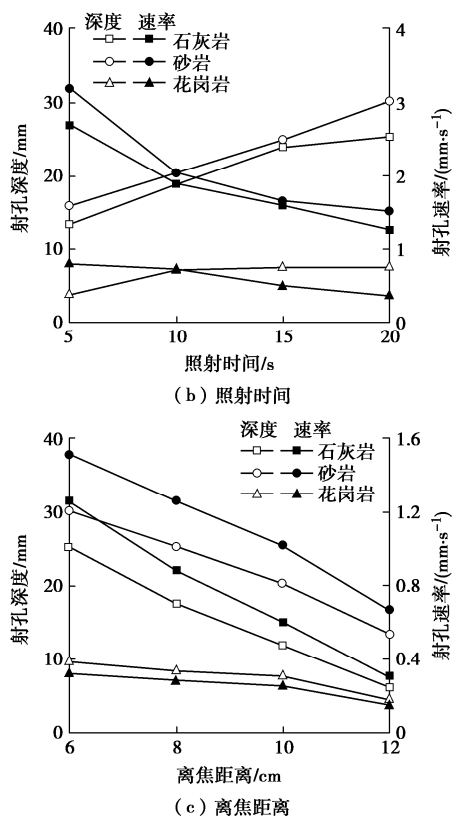 深度 速率
石灰岩
砂岩
花岗岩
40
30
20
10
0
射孔深度/mm
4
3
2
1
0
射孔速率/(mm·s⁻¹)
5 10 15 20
照射时间/s
(b) 照射时间
深度 速率
石灰岩
砂岩
花岗岩
40
30
20
10
0
射孔深度/mm
1.6
1.2
0.8
0.4
0
射孔速率/(mm·s⁻¹)
6 8 10 12
离焦距离/cm
(c) 离焦距离